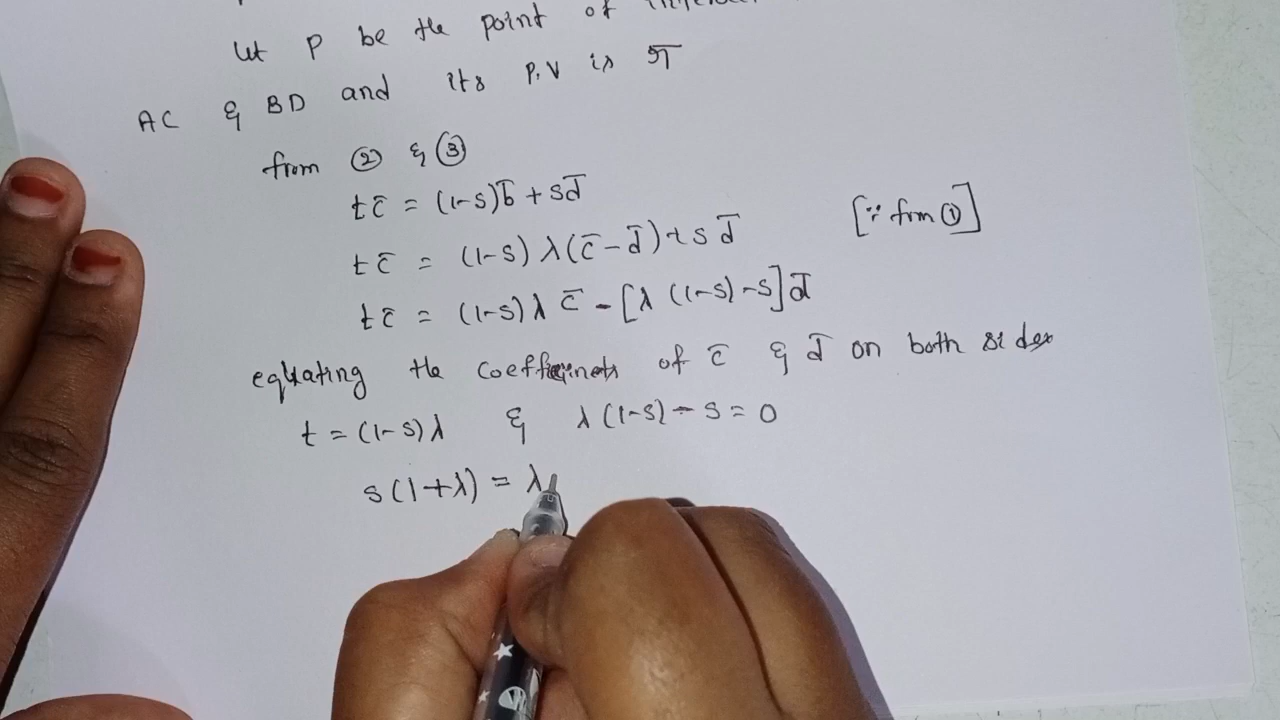 let P be the point of
AC & BD and its P.V is r̄
from ② & ③
tc̄ = (1-s)b̄ + sd̄
tc̄ = (1-s) λ(c̄-d̄)+s d̄ [∵ frm ①]
tc̄ = (1-s)λ c̄ - [λ (1-s)-s]d̄
equating the coefficients of c̄ & d̄ on both sides
t = (1-s)λ & λ(1-s)-s = 0
s(1+λ) = λ